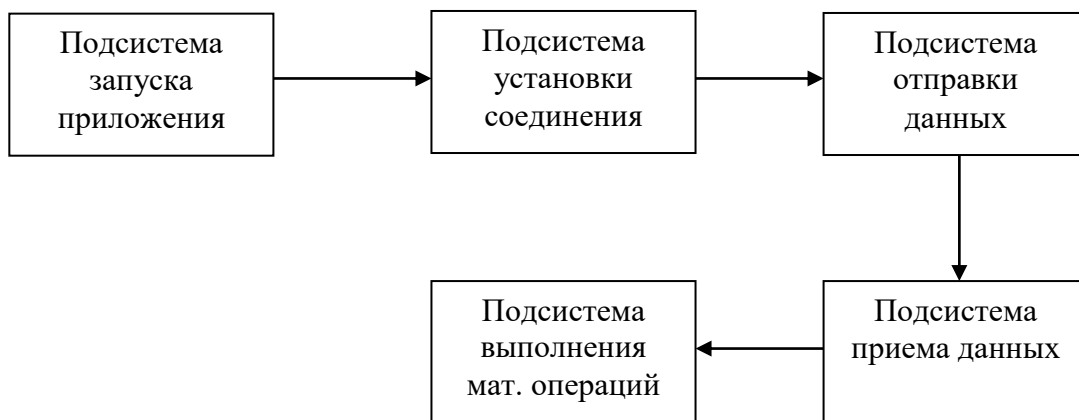 Подсистема
запуска
приложения
Подсистема
установки
соединения
Подсистема
отправки
данных
Подсистема
выполнения
мат. операций
Подсистема
приема данных